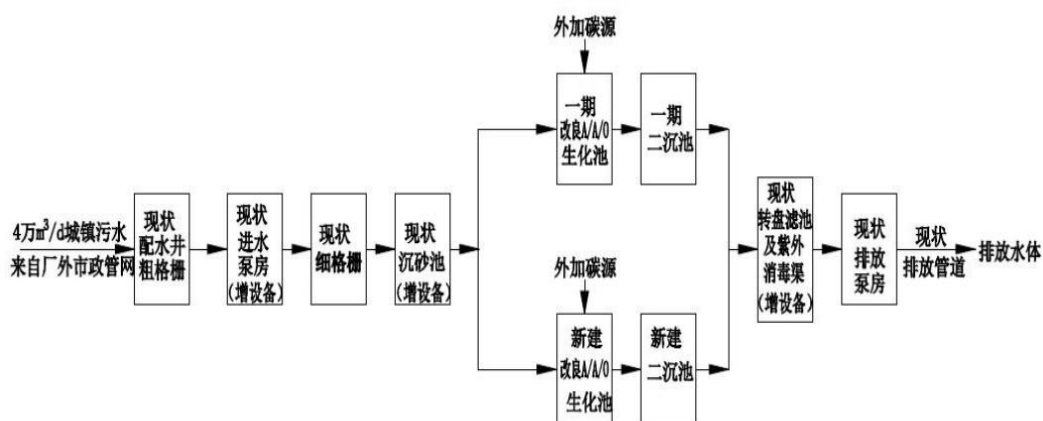 外加碳源
一期
改良A/A/O
生化池
一期
二沉池
4万m³/d城镇污水
来自厂外市政管网
现状
配水井
粗格栅
现状
进水
泵房
(增设备)
现状
细格栅
现状
沉砂池
(增设备)
现状
转盘滤池
及紫外
消毒渠
(增设备)
现状
排放
泵房
现状
排放管道
排放水体
外加碳源
新建
改良A/A/O
生化池
新建
二沉池